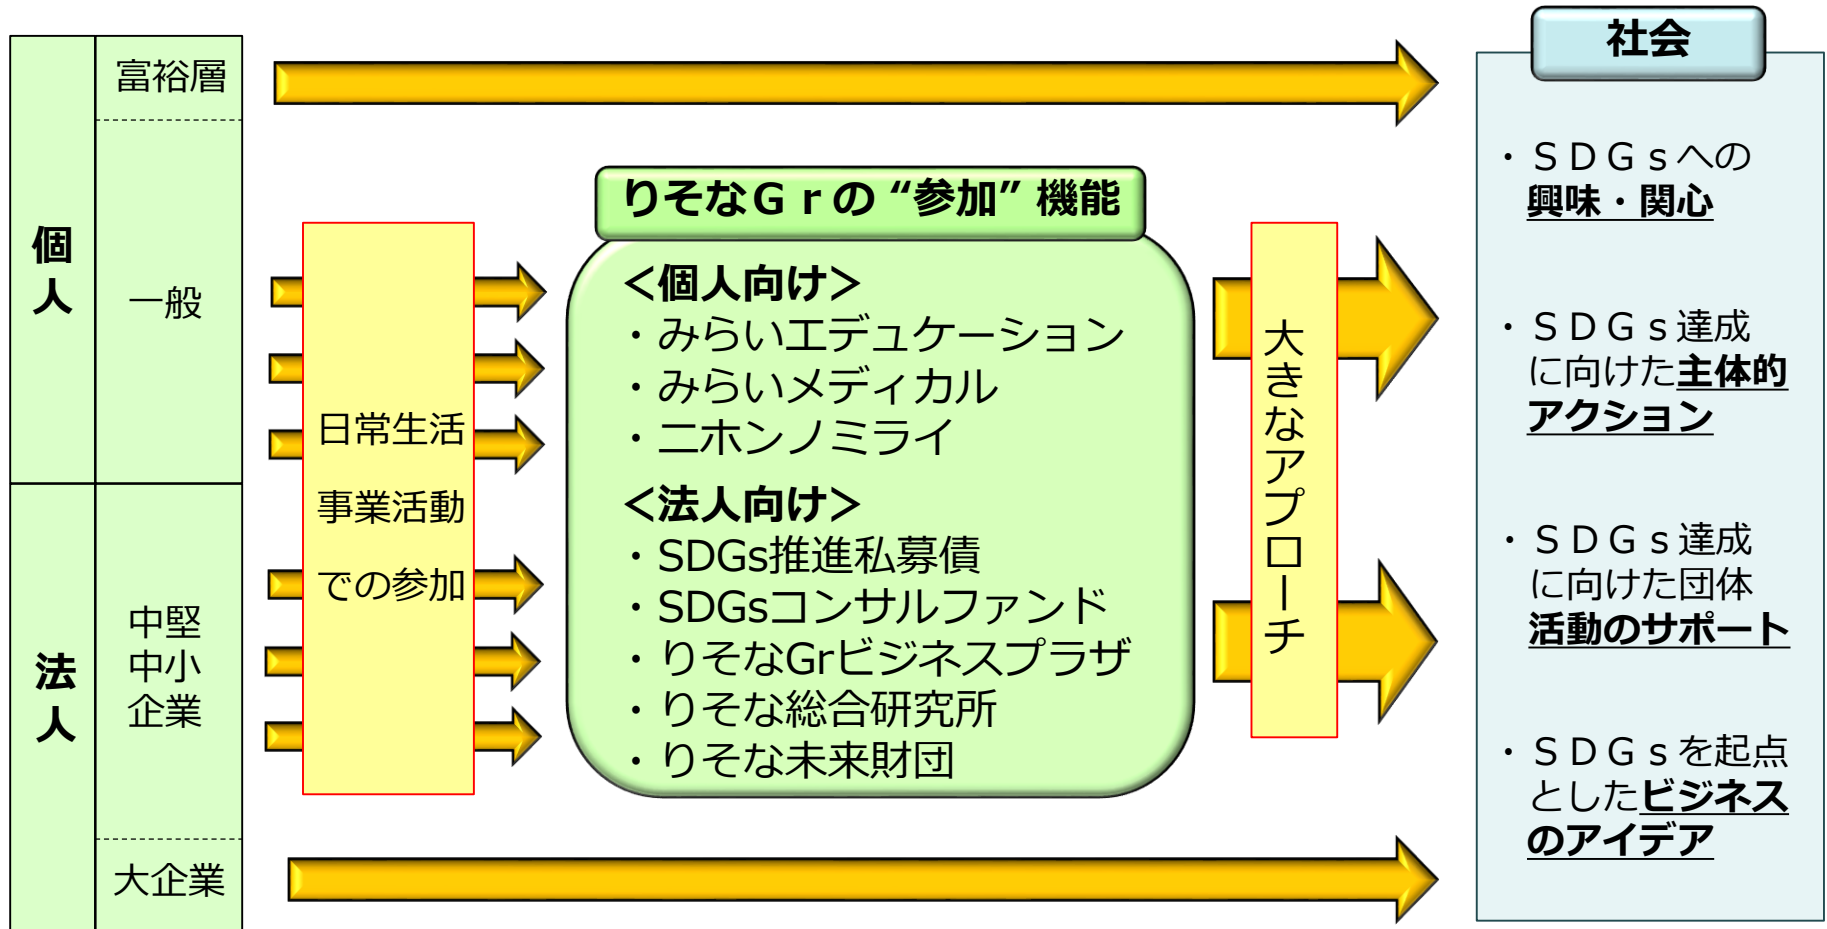 個人
富裕層
一般
法人
中堅
中小
企業
大企業
日常生活
事業活動
での参加
りそなＧｒの “参加” 機能
＜個人向け＞
・みらいエデュケーション
・みらいメディカル
・ニホンノミライ
＜法人向け＞
・SDGs推進私募債
・SDGsコンサルファンド
・りそなGrビジネスプラザ
・りそな総合研究所
・りそな未来財団
大きなアプローチ
社会
・ＳＤＧｓへの
興味・関心
・ＳＤＧｓ達成
に向けた主体的
アクション
・ＳＤＧｓ達成
に向けた団体
活動のサポート
・ＳＤＧｓを起点
としたビジネス
のアイデア